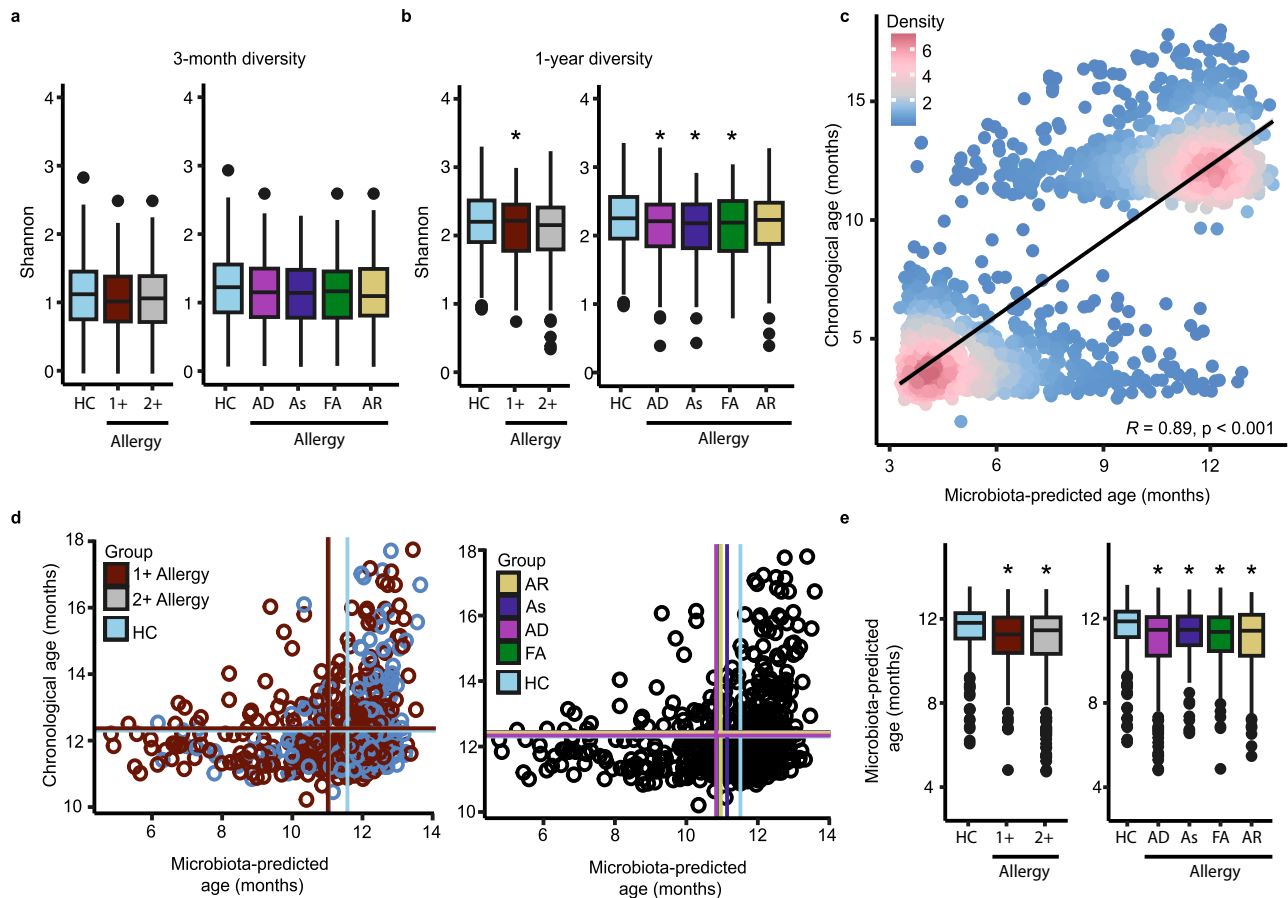 a
3-month diversity
Shannon
4
3
2
1
0
HC 1+ 2+
Allergy
4
3
2
1
0
HC AD As FA AR
Allergy
b
1-year diversity
Shannon
4
3
2
1
0
*
HC 1+ 2+
Allergy
4
3
2
1
0
* * *
HC AD As FA AR
Allergy
c
Density
6
4
2
Chronological age (months)
15
10
5
R = 0.89, p < 0.001
3 6 9 12
Microbiota-predicted age (months)
d
Chronological age (months)
18
16
14
12
10
Group
1+ Allergy
2+ Allergy
HC
6 8 10 12 14
Microbiota-predicted
age (months)
18
16
14
12
10
Group
AR
As
AD
FA
HC
6 8 10 12 14
Microbiota-predicted
age (months)
e
Microbiota-predicted
age (months)
12
8
4
* *
HC 1+ 2+
Allergy
12
8
4
* * * *
HC AD As FA AR
Allergy